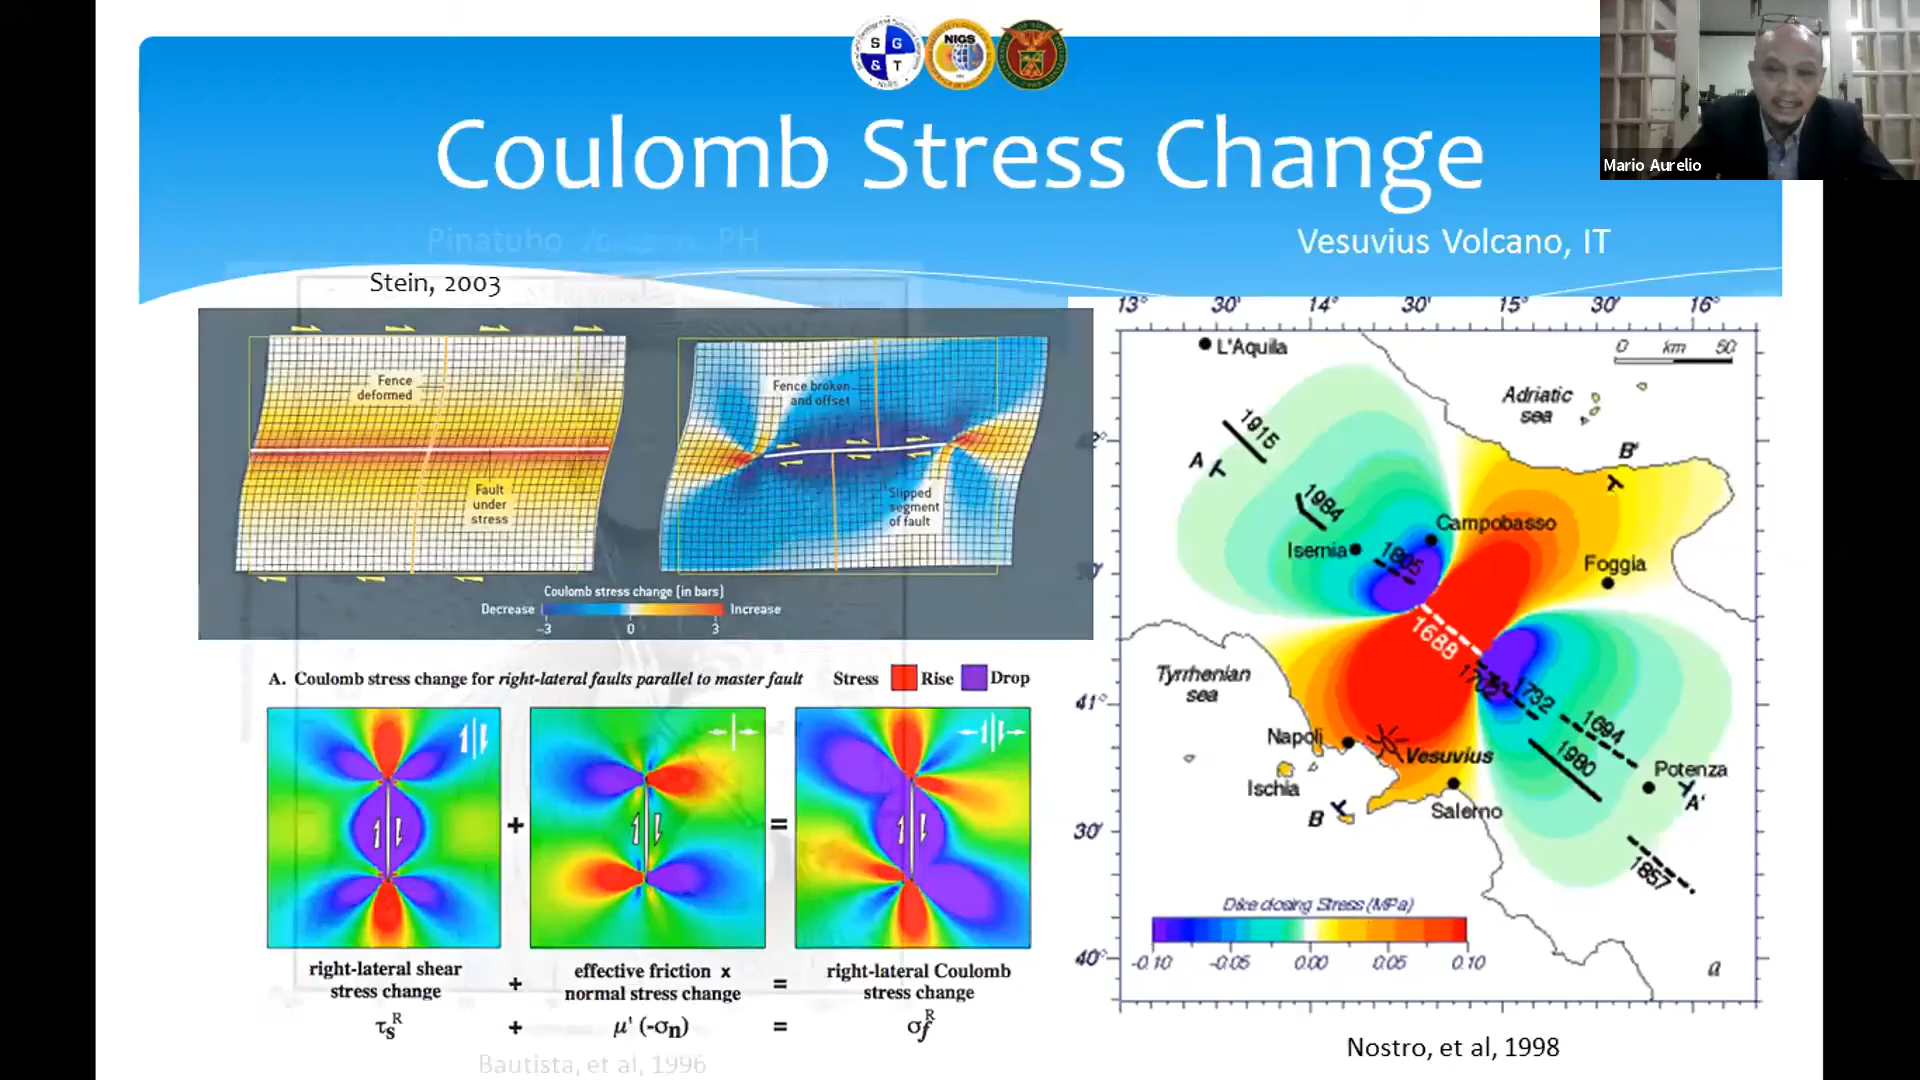 S G
& T
NIGS
Coulomb Stress Change
Mario Aurelio
Pinatubo PH
Vesuvius Volcano, IT
Stein, 2003
Fence
deformed
Fault
under
stress
Fence broken
and offset
Slipped
segment
of fault
Coulomb stress change (in bars)
Decrease
Increase
−3 0 3
A. Coulomb stress change for right-lateral faults parallel to master fault
Stress Rise Drop
+ =
right-lateral shear
stress change
+
effective friction x
normal stress change
=
right-lateral Coulomb
stress change
τsR + μ' (-σn) = σfR
Bautista, et al, 1996
13° 30' 14° 30' 15° 30' 16°
L'Aquila
0 km 50
Adriatic
sea
1915
A
B'
1984
Campobasso
Isernia
1805
Foggia
1688
Tyrrhenian
sea
1702
1732
41°
1694
Napoli
Vesuvius
1980
Potenza
Ischia
A'
Salerno
B
30'
1857
Dike closing Stress (MPa)
-0.10 -0.05 0.00 0.05 0.10
40°
a
Nostro, et al, 1998